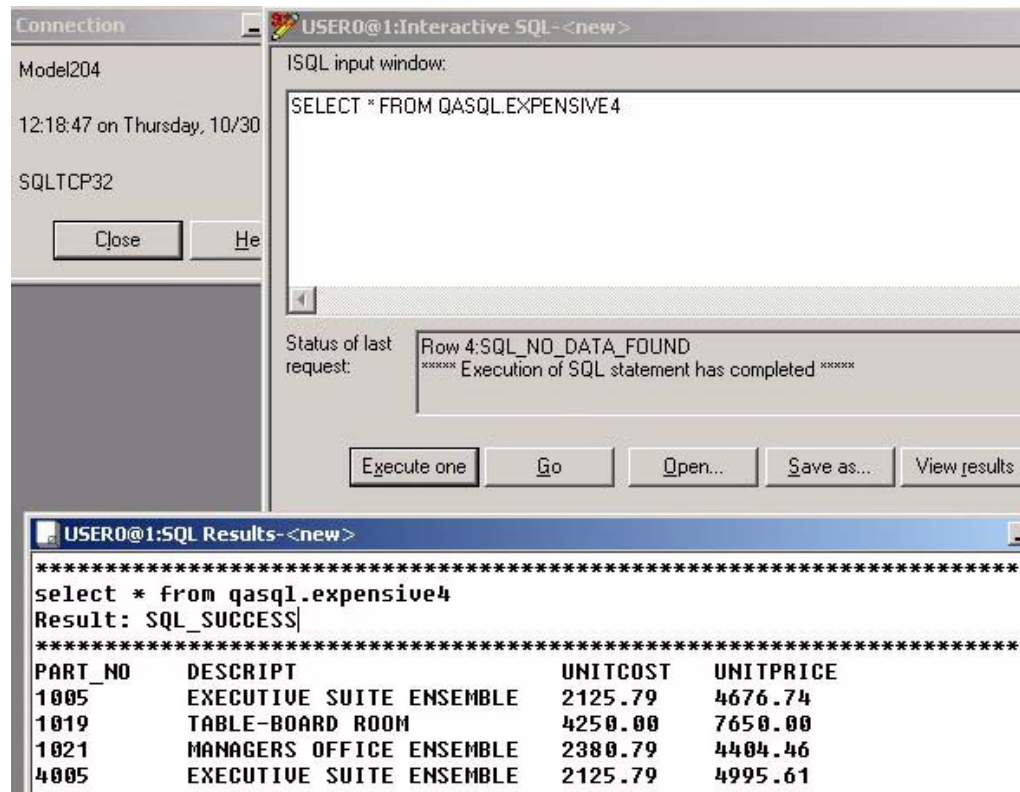 Connection
Model204
12:18:47 on Thursday, 10/30
SQLTCP32
Close
He
USER0@1:Interactive SQL-<new>
ISQL input window:
SELECT * FROM QASQL.EXPENSIVE4
Status of last
request:
Row 4:SQL_NO_DATA_FOUND
***** Execution of SQL statement has completed *****
Execute one
Go
Open...
Save as...
View results
USER0@1:SQL Results-<new>
***********************************************************************
select * from qasql.expensive4
Result: SQL_SUCCESS
***********************************************************************
PART_NO DESCRIPT UNITCOST UNITPRICE
1005 EXECUTIVE SUITE ENSEMBLE 2125.79 4676.74
1019 TABLE-BOARD ROOM 4250.00 7650.00
1021 MANAGERS OFFICE ENSEMBLE 2380.79 4404.46
4005 EXECUTIVE SUITE ENSEMBLE 2125.79 4995.61